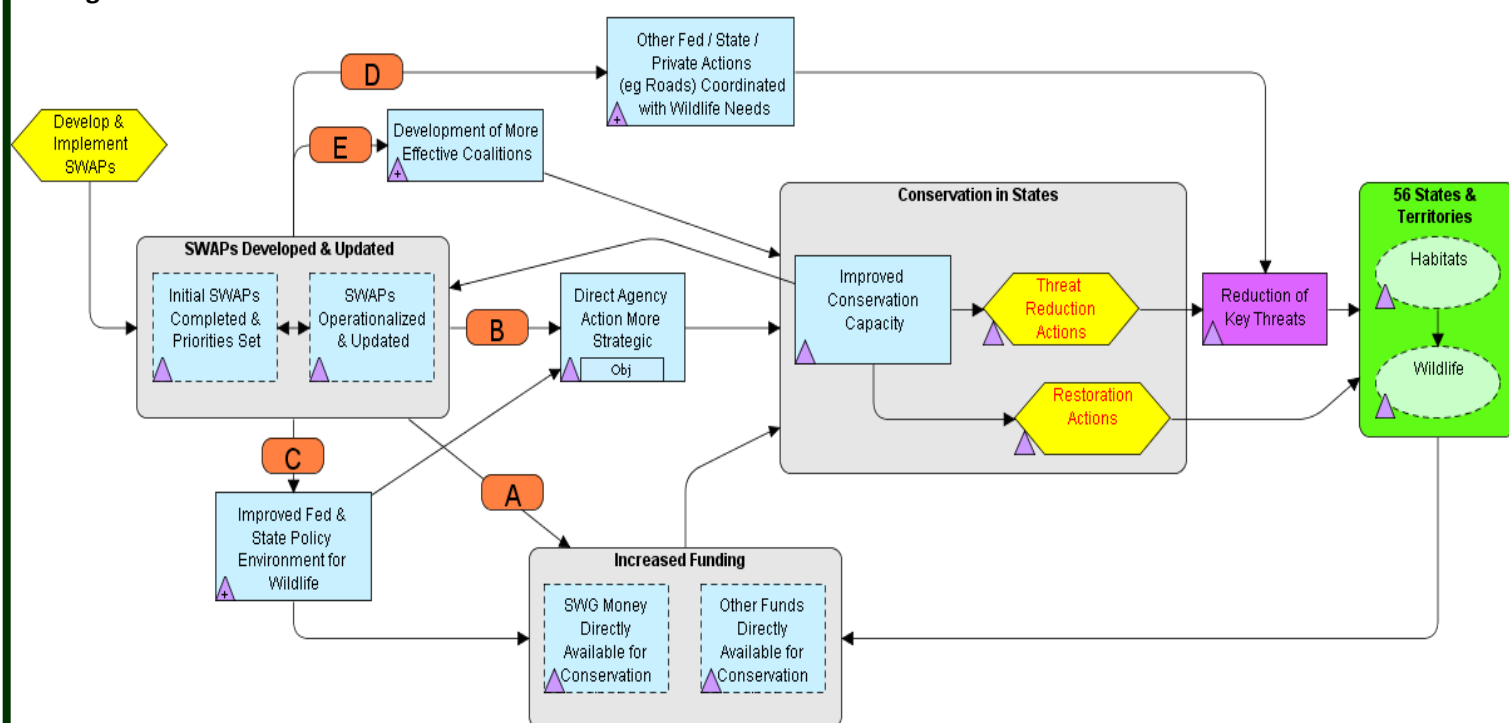 D
Other Fed / State /
Private Actions
(eg Roads) Coordinated
with Wildlife Needs
+
Develop &
Implement
SWAPs
E
Development of More
Effective Coalitions
+
Conservation in States
56 States &
Territories
SWAPs Developed & Updated
Habitats
Initial SWAPs
Completed &
Priorities Set
SWAPs
Operationalized
& Updated
B
Direct Agency
Action More
Strategic
Obj
Improved
Conservation
Capacity
Threat
Reduction
Actions
Reduction of
Key Threats
Wildlife
Restoration
Actions
C
A
Improved Fed &
State Policy
Environment for
Wildlife
+
Increased Funding
SWG Money
Directly
Available for
Conservation
Other Funds
Directly
Available for
Conservation